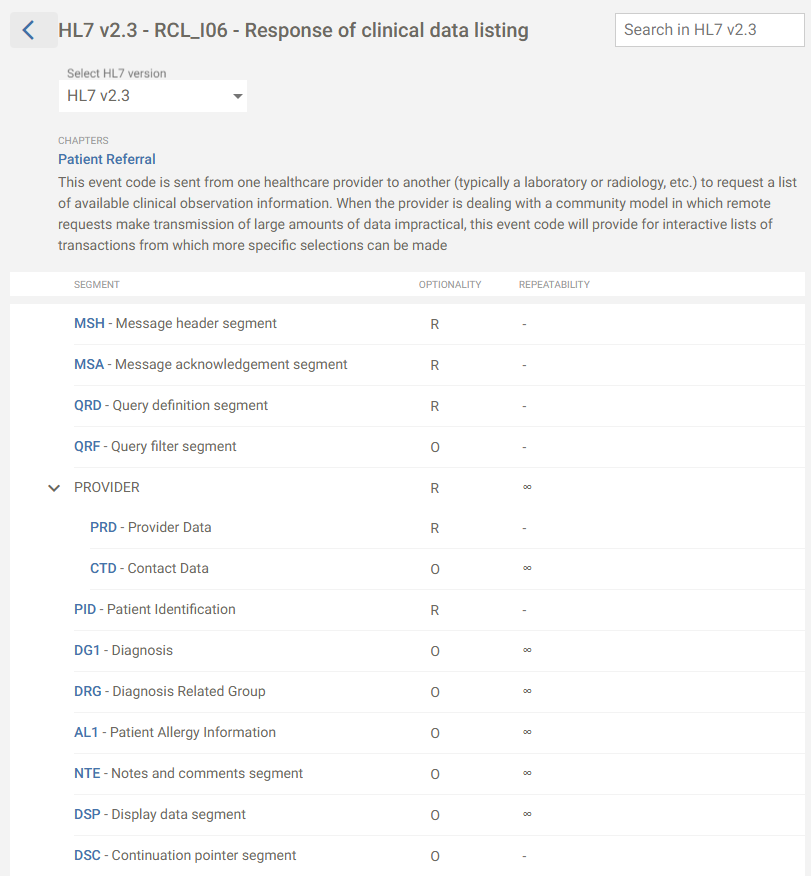 HL7 v2.3 - RCL_I06 - Response of clinical data listing
Search in HL7 v2.3
Select HL7 version
HL7 v2.3
CHAPTERS
Patient Referral
This event code is sent from one healthcare provider to another (typically a laboratory or radiology, etc.) to request a list
of available clinical observation information. When the provider is dealing with a community model in which remote
requests make transmission of large amounts of data impractical, this event code will provide for interactive lists of
transactions from which more specific selections can be made
SEGMENT OPTIONALITY REPEATABILITY
MSH - Message header segment R -
MSA - Message acknowledgement segment R -
QRD - Query definition segment R -
QRF - Query filter segment O -
PROVIDER R ∞
PRD - Provider Data R -
CTD - Contact Data O ∞
PID - Patient Identification R -
DG1 - Diagnosis O ∞
DRG - Diagnosis Related Group O ∞
AL1 - Patient Allergy Information O ∞
NTE - Notes and comments segment O ∞
DSP - Display data segment O ∞
DSC - Continuation pointer segment O -